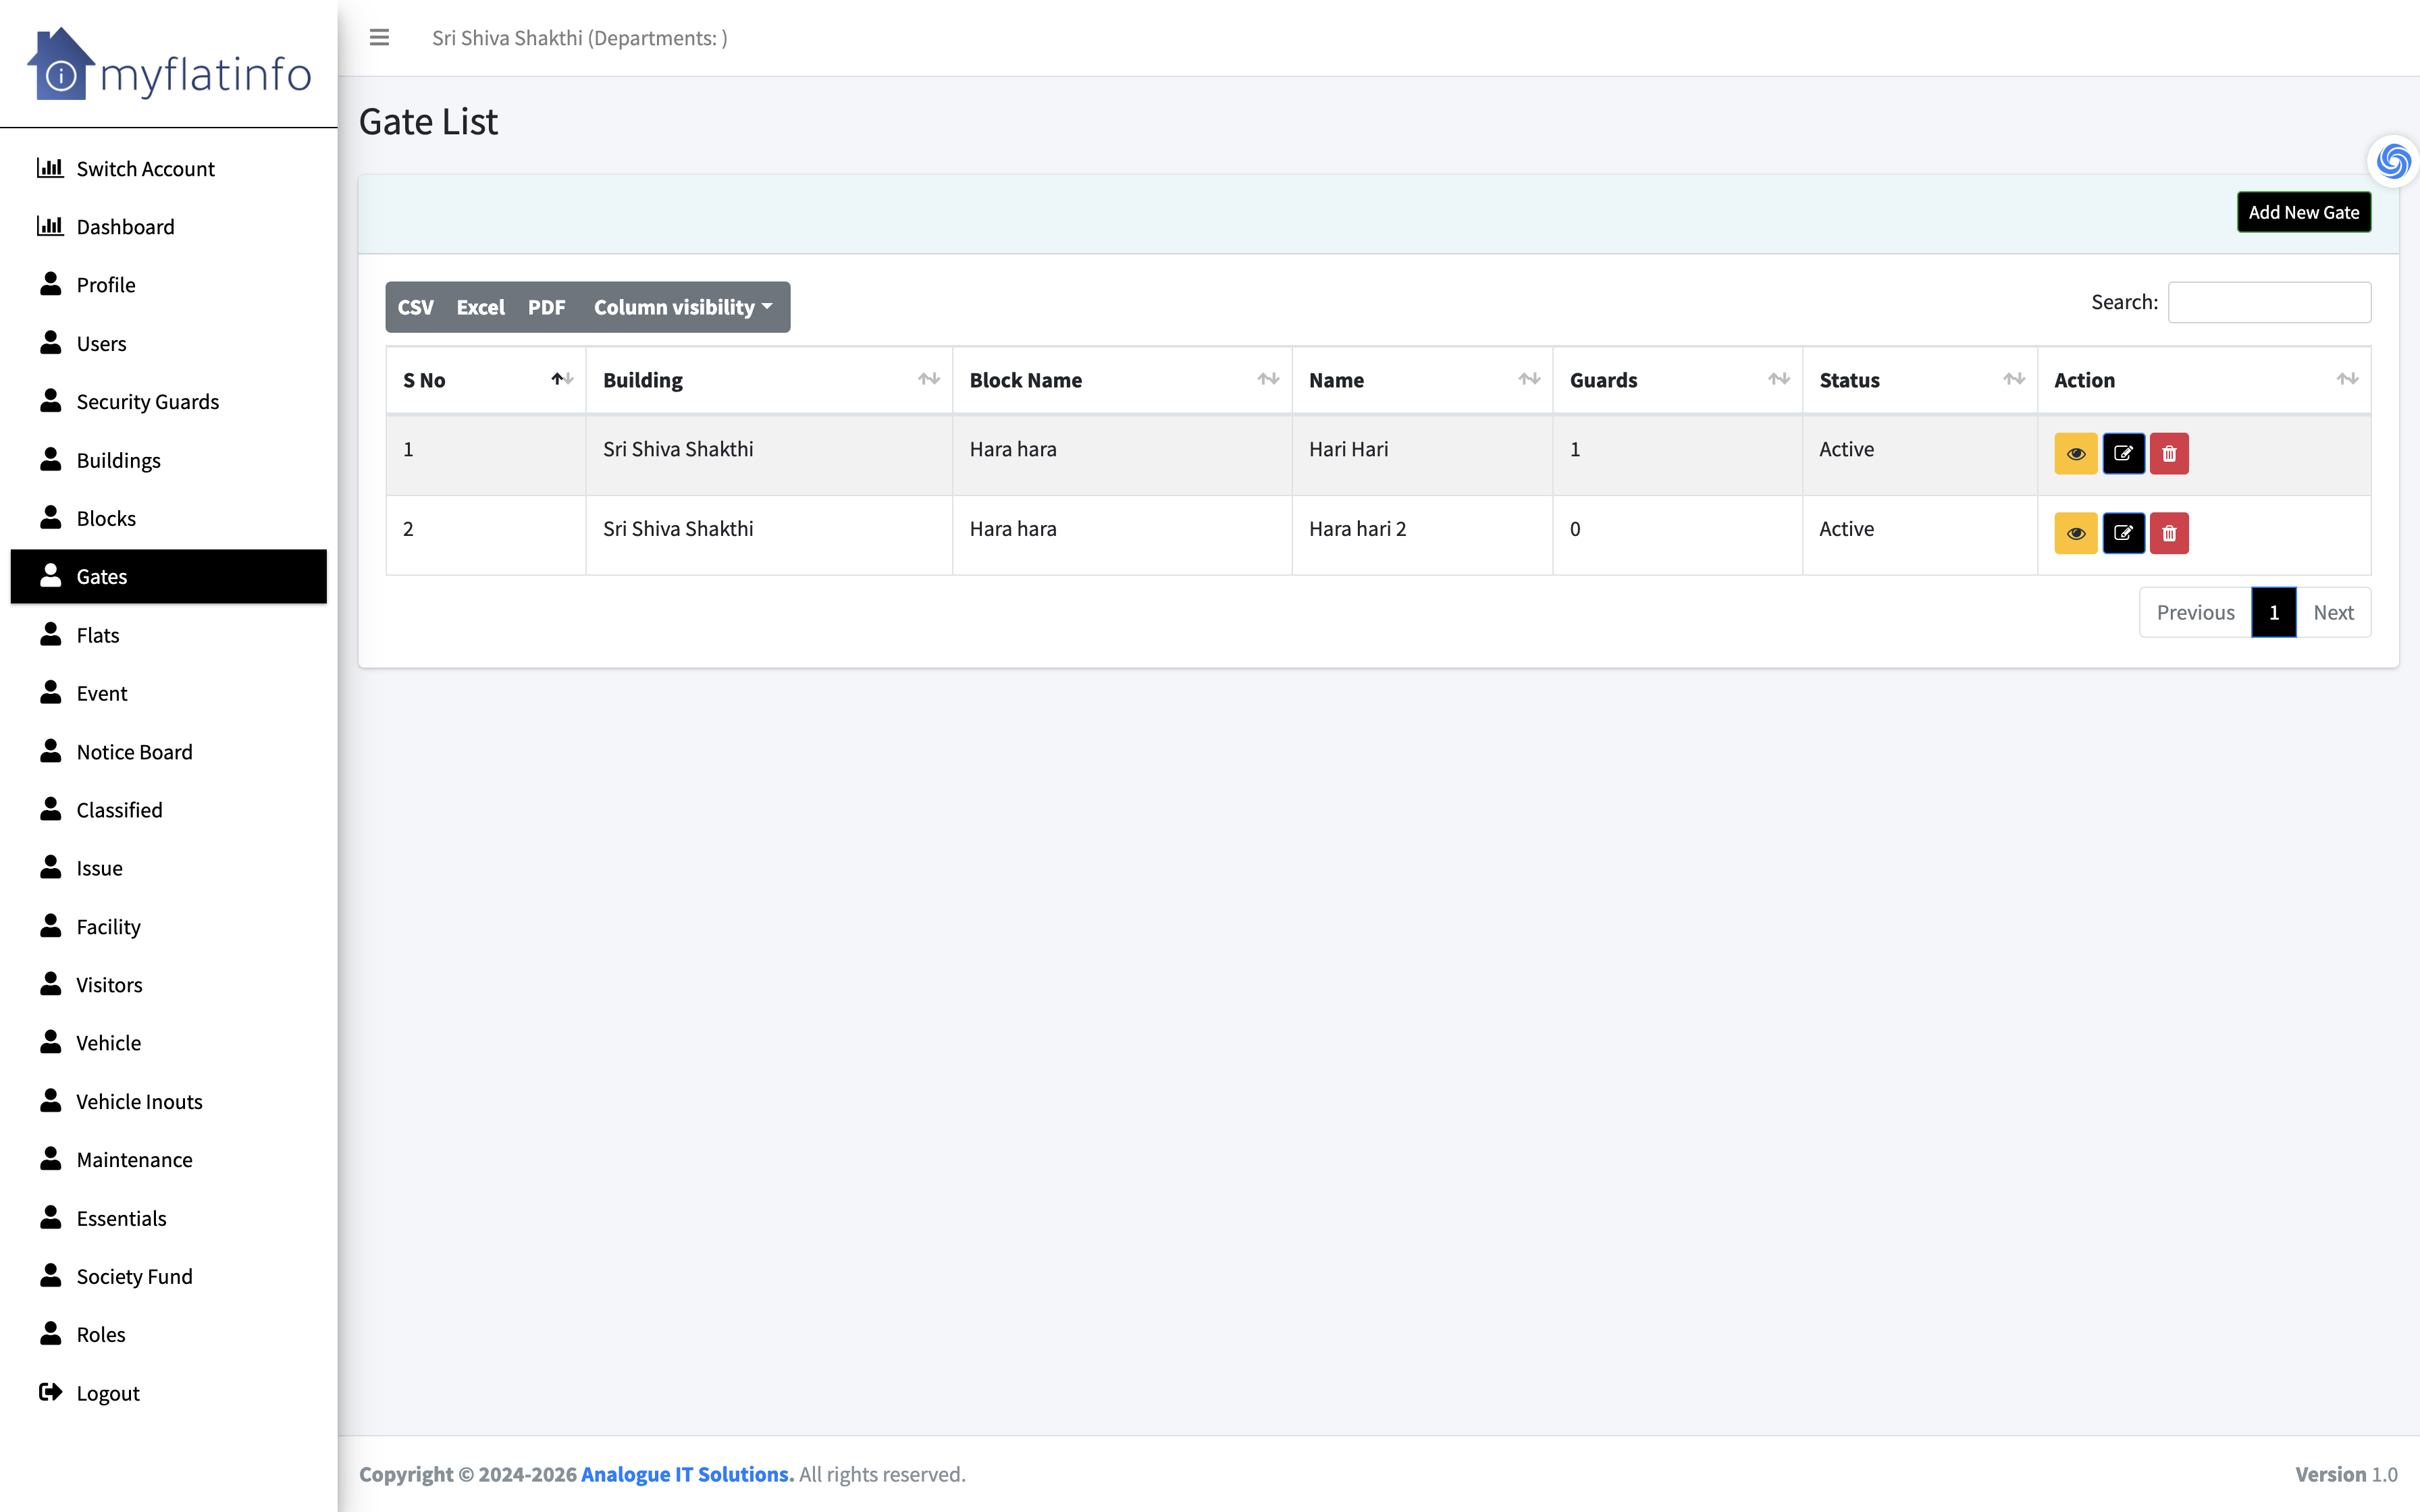 myflatinfo
Sri Shiva Shakthi (Departments: )
Switch Account
Dashboard
Profile
Users
Security Guards
Buildings
Blocks
Gates
Flats
Event
Notice Board
Classified
Issue
Facility
Visitors
Vehicle
Vehicle Inouts
Maintenance
Essentials
Society Fund
Roles
Logout
Gate List
Add New Gate
CSV Excel PDF Column visibility
Search:
S No Building Block Name Name Guards Status Action
1 Sri Shiva Shakthi Hara hara Hari Hari 1 Active
2 Sri Shiva Shakthi Hara hara Hara hari 2 0 Active
Previous 1 Next
Copyright © 2024-2026 Analogue IT Solutions. All rights reserved.
Version 1.0